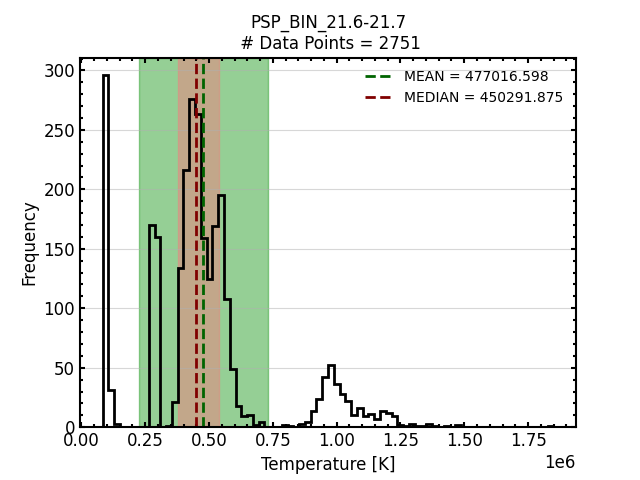 PSP_BIN_21.6-21.7
# Data Points = 2751
MEAN = 477016.598
MEDIAN = 450291.875
Frequency
300
250
200
150
100
50
0
0.00 0.25 0.50 0.75 1.00 1.25 1.50 1.75
1e6
Temperature [K]